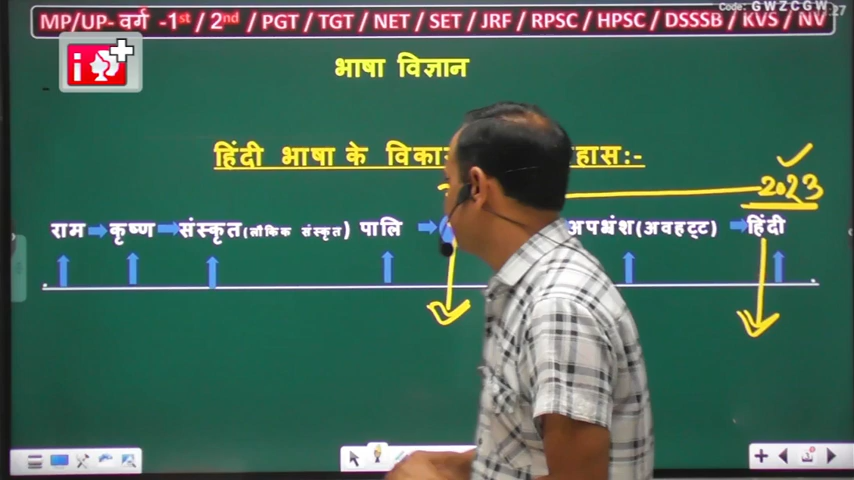 Code: GWZCGW
MP/UP- वर्ग -1st / 2nd / PGT / TGT / NET / SET / JRF / RPSC / HPSC / DSSSB / KVS / NV
भाषा विज्ञान
हिंदी भाषा के हास:-
2023
राम कृष्ण संस्कृत(लौकिक संस्कृत) पालि अपभ्रंश(अवहट्ट) हिंदी